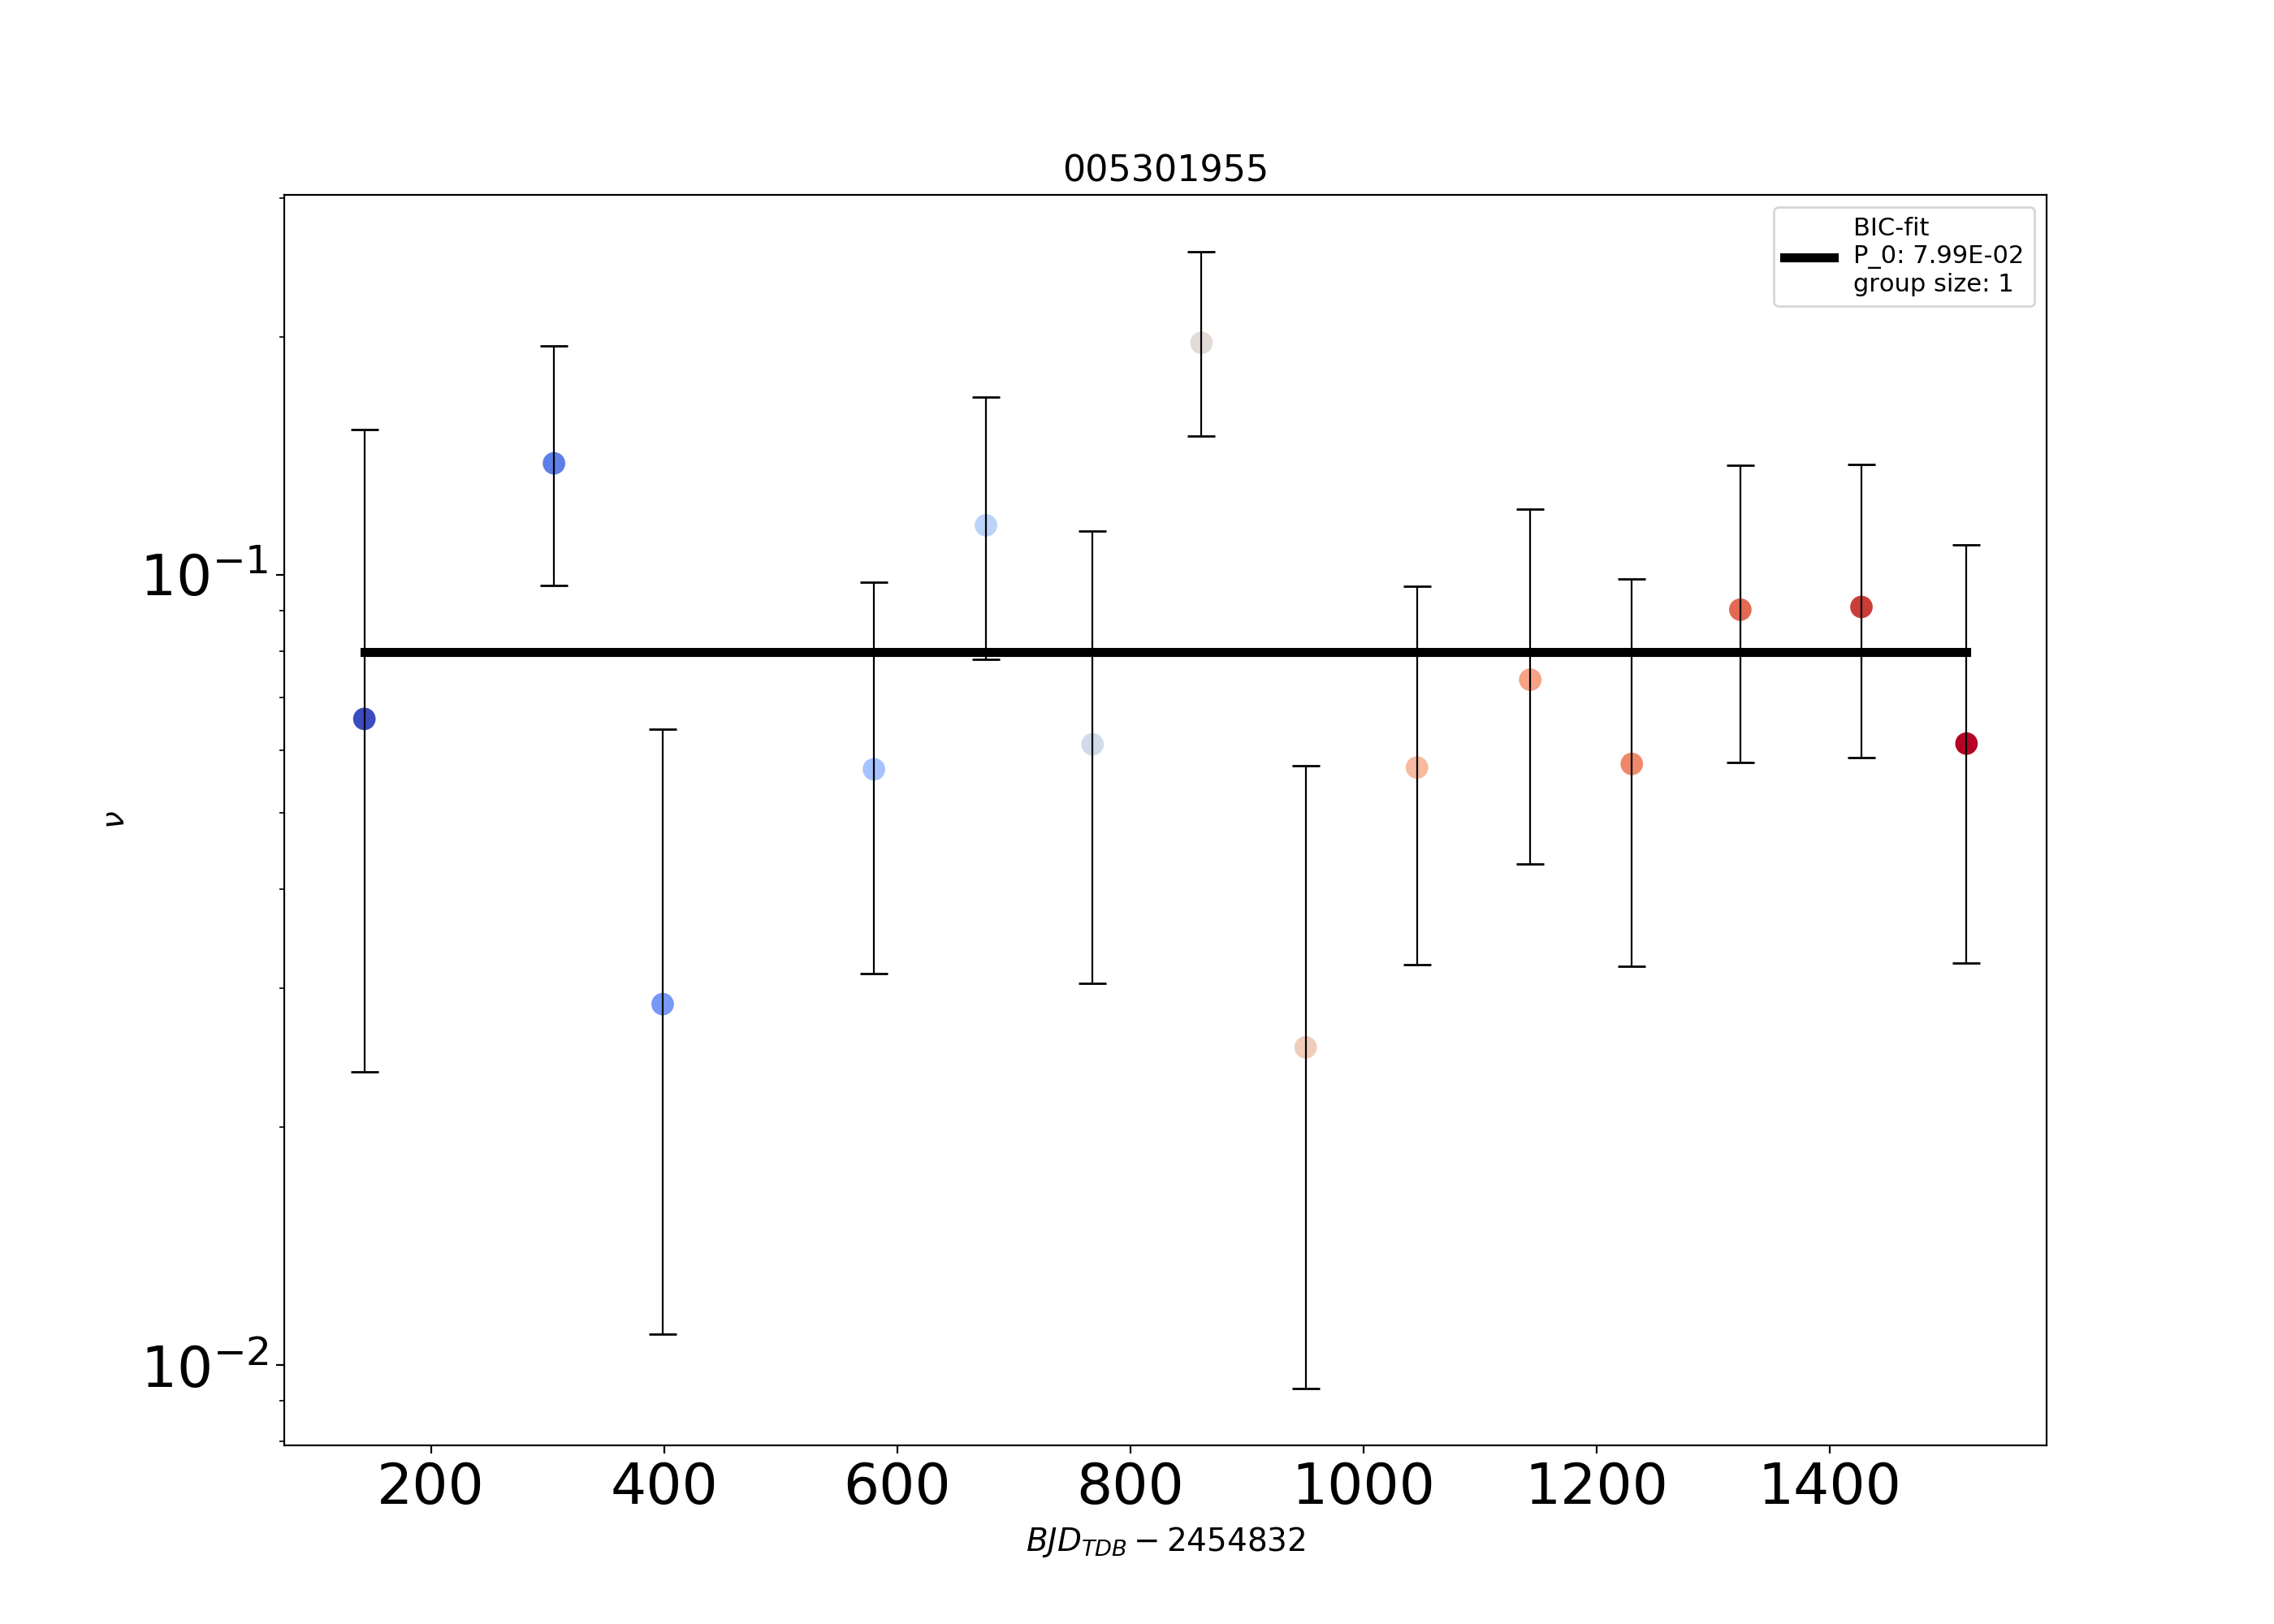 005301955
BIC-fit
P_0: 7.99E-02
group size: 1
10⁻¹
10⁻²
ν
200 400 600 800 1000 1200 1400
BJD_TDB − 2454832